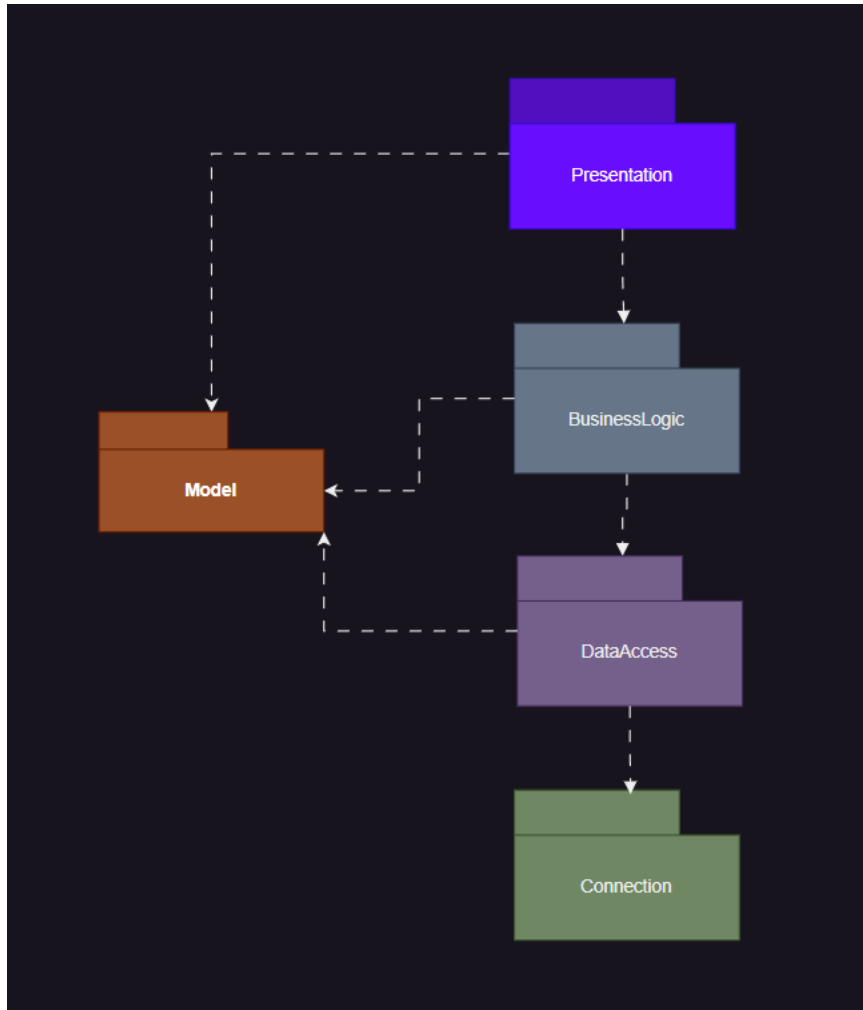 Presentation
BusinessLogic
Model
DataAccess
Connection